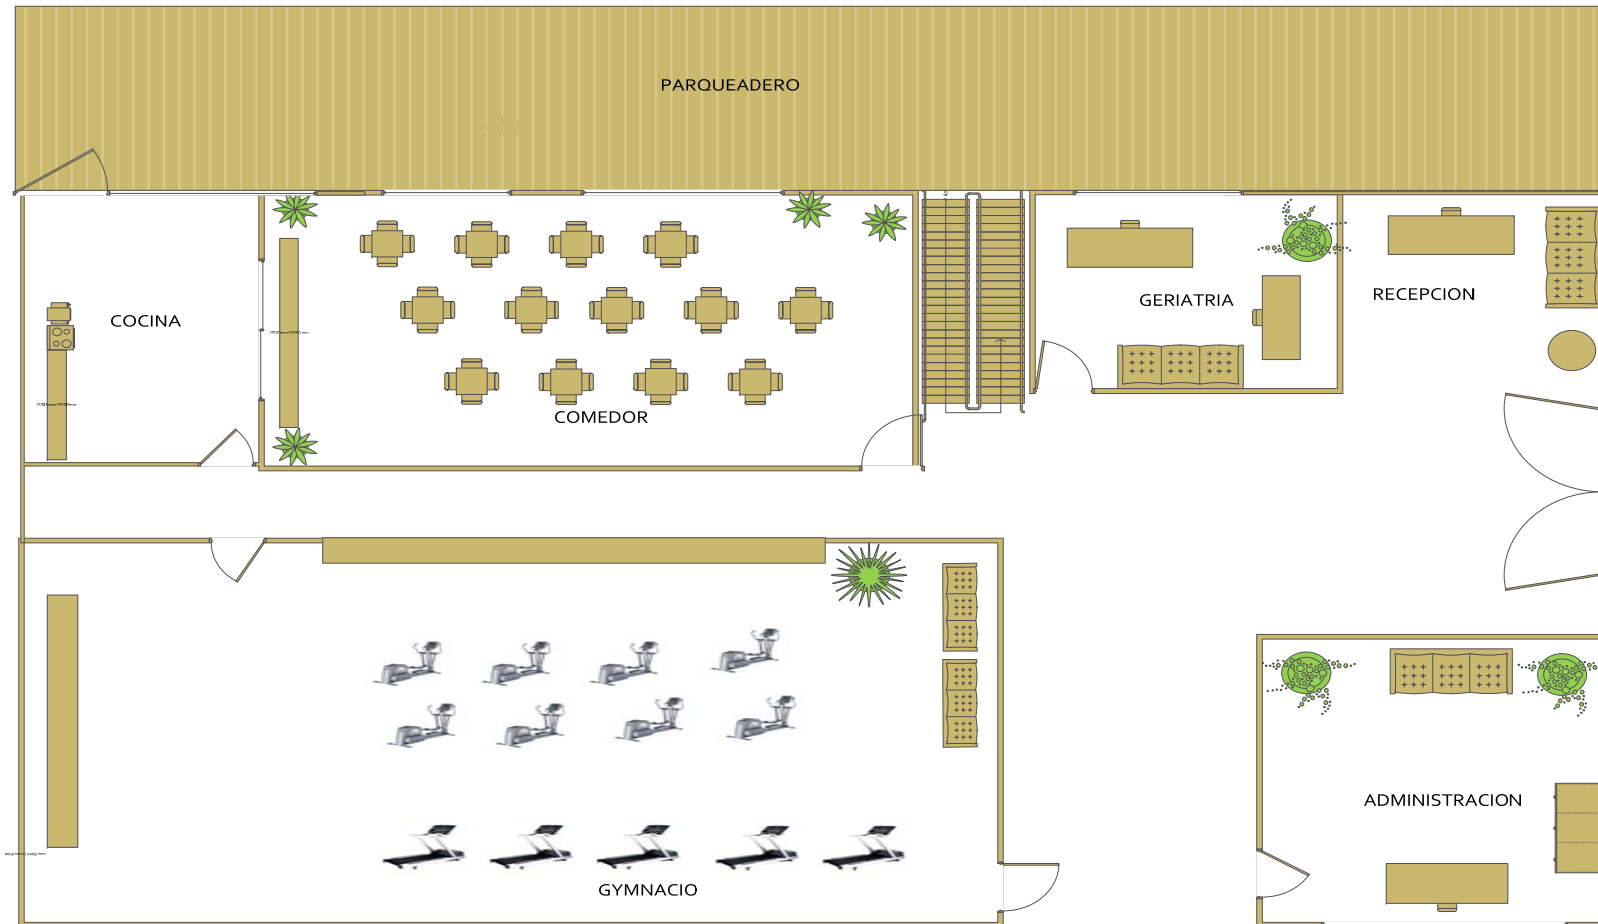 PARQUEADERO
COCINA
COMEDOR
GERIATRIA
RECEPCION
ADMINISTRACION
GYMNACIO